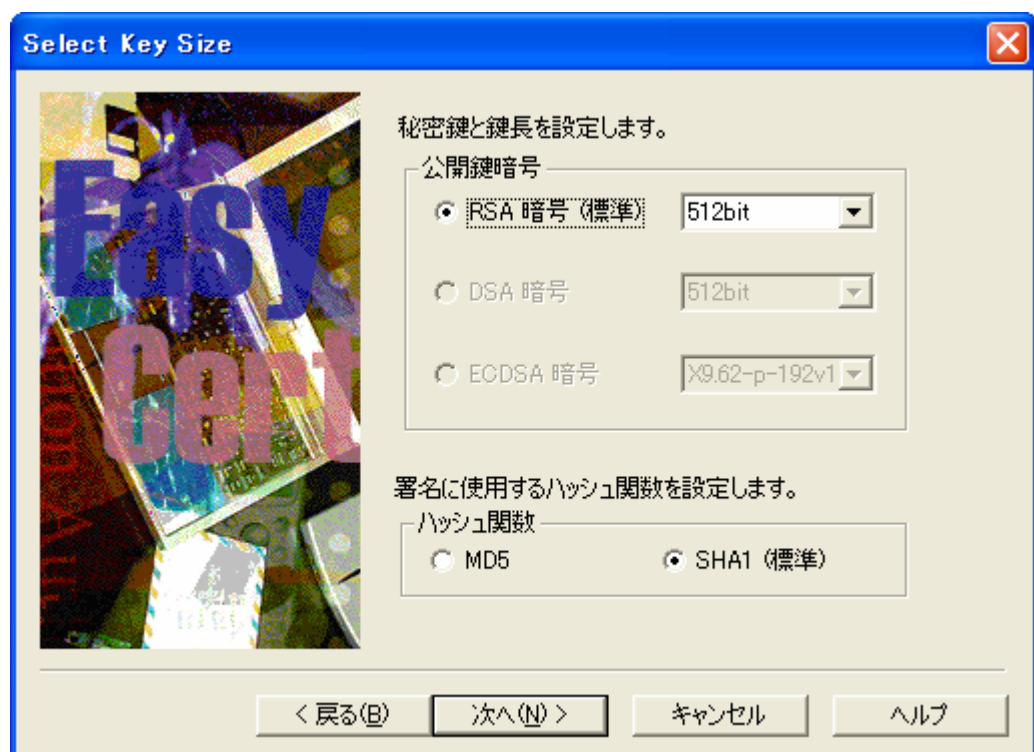 Select Key Size
Easy
Cert
秘密鍵と鍵長を設定します。
公開鍵暗号
RSA 暗号 (標準)
512bit
DSA 暗号
512bit
ECDSA 暗号
X9.62-p-192v1
署名に使用するハッシュ関数を設定します。
ハッシュ関数
MD5
SHA1 (標準)
< 戻る(B)
次へ(N) >
キャンセル
ヘルプ